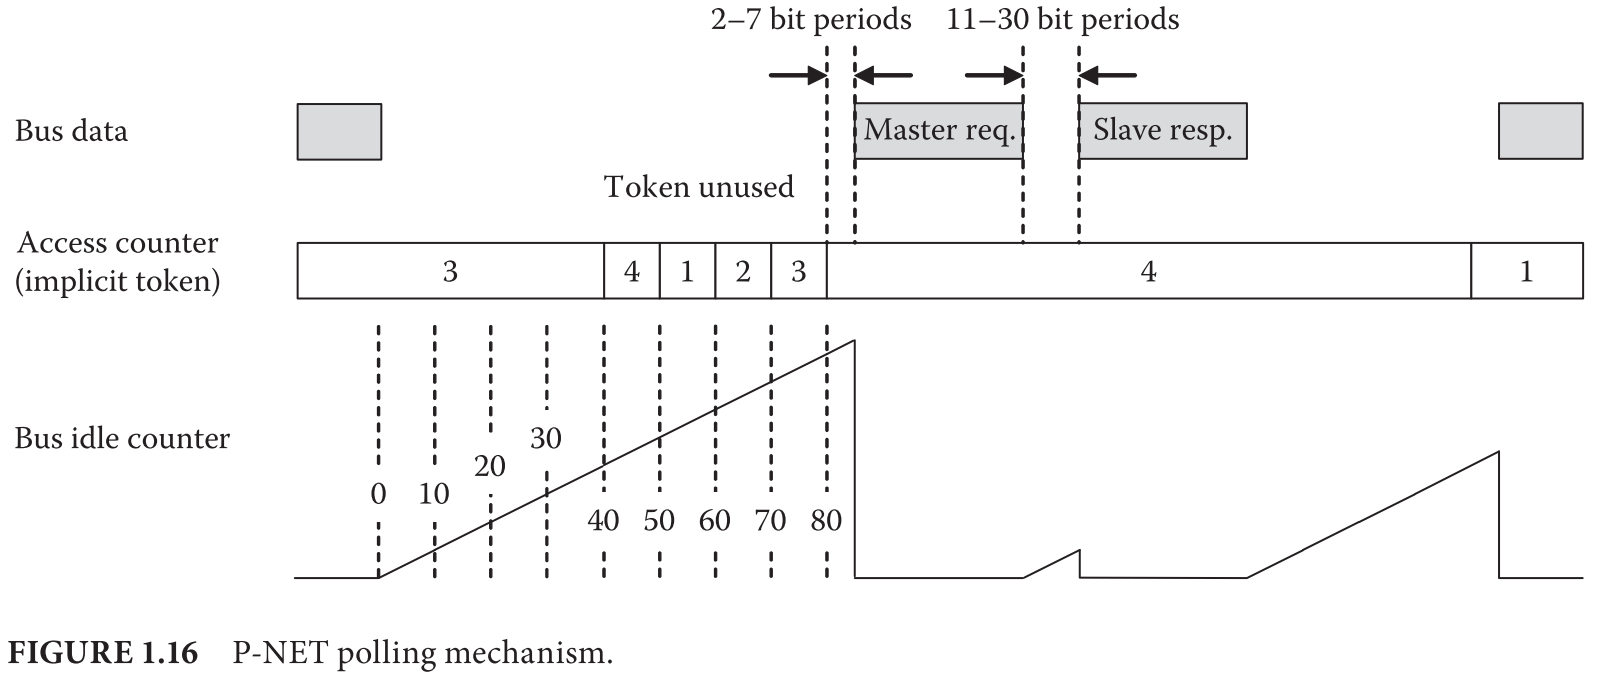 2–7 bit periods 11–30 bit periods
Bus data
Master req. Slave resp.
Token unused
Access counter
(implicit token)
3 4 1 2 3 4 1
Bus idle counter
30
20
0 10
40 50 60 70 80
FIGURE 1.16 P-NET polling mechanism.